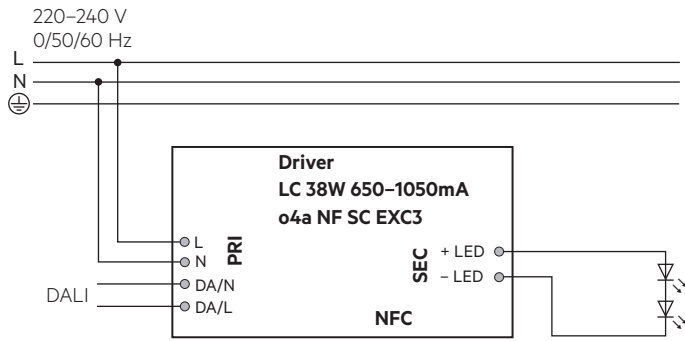 220–240 V
0/50/60 Hz
L
N
Driver
LC 38W 650–1050mA
o4a NF SC EXC3
PRI
L
N
DA/N
DA/L
DALI
SEC
+ LED
– LED
NFC